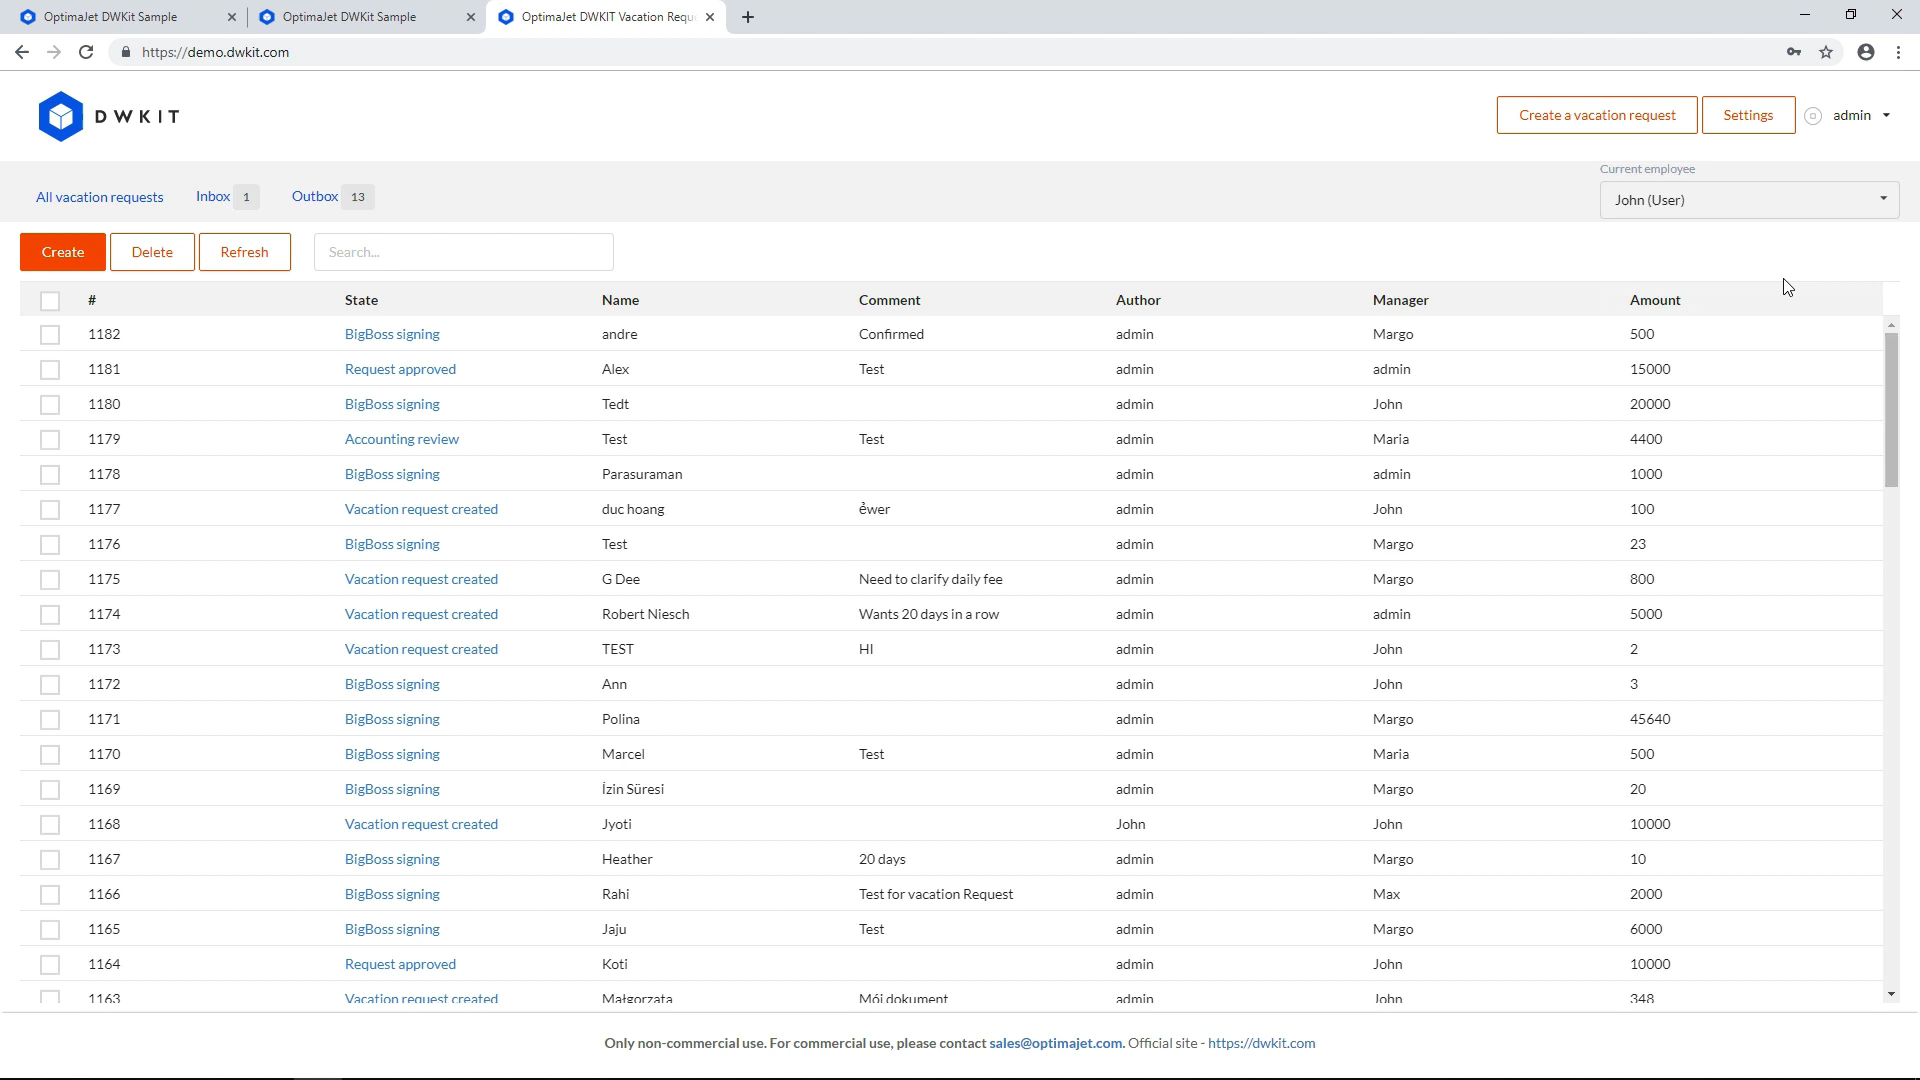 OptimaJet DWKit Sample
OptimaJet DWKit Sample
OptimaJet DWKIT Vacation Requ
https://demo.dwkit.com
DWKIT
Create a vacation request
Settings
admin
Current employee
All vacation requests
Inbox 1
Outbox 13
John (User)
Create
Delete
Refresh
Search...
# State Name Comment Author Manager Amount
1182 BigBoss signing andre Confirmed admin Margo 500
1181 Request approved Alex Test admin admin 15000
1180 BigBoss signing Tedt admin John 20000
1179 Accounting review Test Test admin Maria 4400
1178 BigBoss signing Parasuraman admin admin 1000
1177 Vacation request created duc hoang ẻwer admin John 100
1176 BigBoss signing Test admin Margo 23
1175 Vacation request created G Dee Need to clarify daily fee admin Margo 800
1174 Vacation request created Robert Niesch Wants 20 days in a row admin admin 5000
1173 Vacation request created TEST HI admin John 2
1172 BigBoss signing Ann admin John 3
1171 BigBoss signing Polina admin Margo 45640
1170 BigBoss signing Marcel Test admin Maria 500
1169 BigBoss signing İzin Süresi admin Margo 20
1168 Vacation request created Jyoti John John 10000
1167 BigBoss signing Heather 20 days admin Margo 10
1166 BigBoss signing Rahi Test for vacation Request admin Max 2000
1165 BigBoss signing Jaju Test admin Margo 6000
1164 Request approved Koti admin John 10000
1163 Vacation request created Małgorzata Mój dokument admin John 348
Only non-commercial use. For commercial use, please contact sales@optimajet.com. Official site - https://dwkit.com